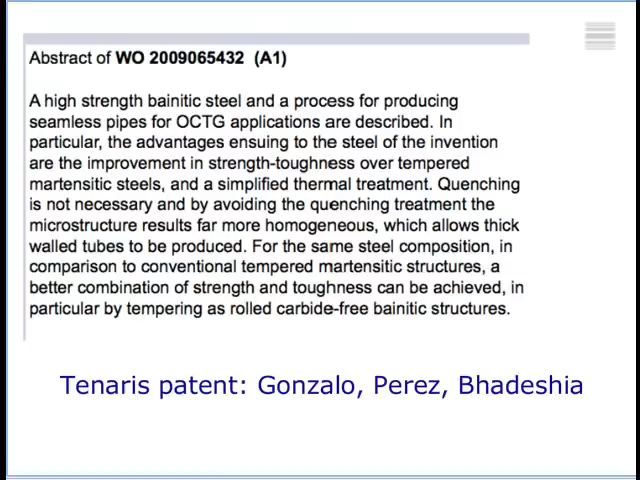 Abstract of WO 2009065432 (A1)
A high strength bainitic steel and a process for producing
seamless pipes for OCTG applications are described. In
particular, the advantages ensuing to the steel of the invention
are the improvement in strength-toughness over tempered
martensitic steels, and a simplified thermal treatment. Quenching
is not necessary and by avoiding the quenching treatment the
microstructure results far more homogeneous, which allows thick
walled tubes to be produced. For the same steel composition, in
comparison to conventional tempered martensitic structures, a
better combination of strength and toughness can be achieved, in
particular by tempering as rolled carbide-free bainitic structures.
Tenaris patent: Gonzalo, Perez, Bhadeshia